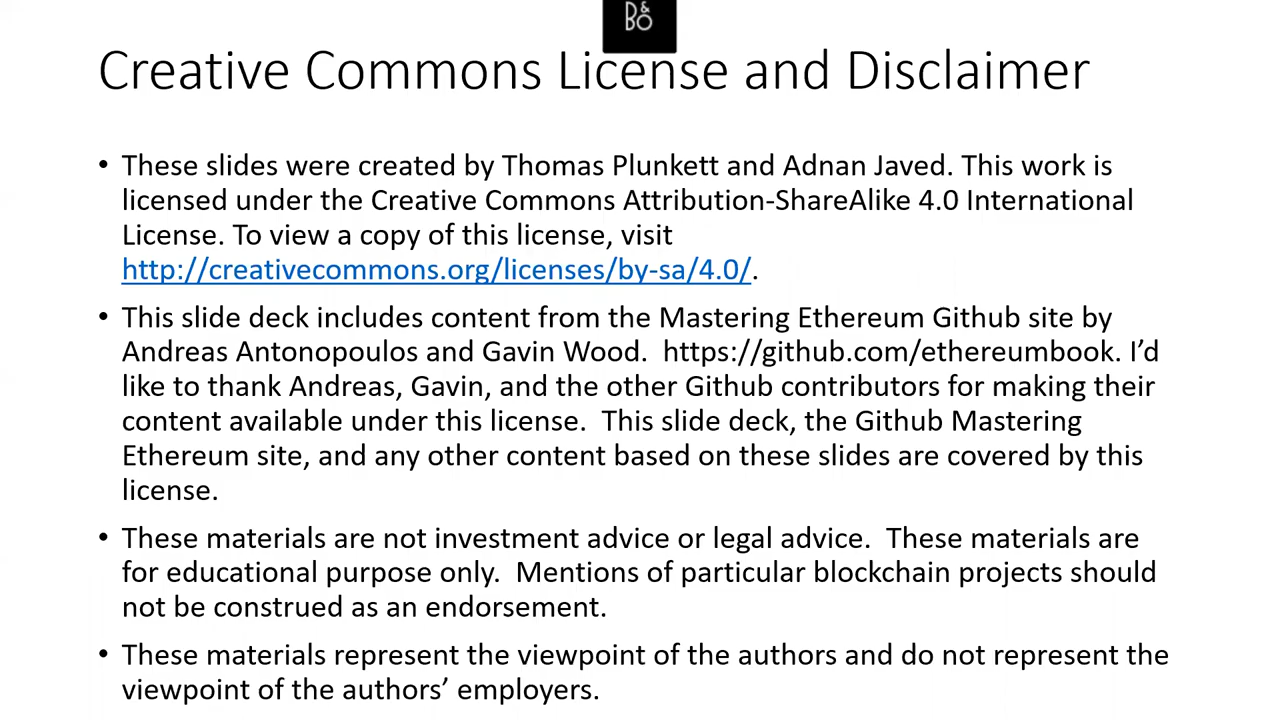 B&O
Creative Commons License and Disclaimer
• These slides were created by Thomas Plunkett and Adnan Javed. This work is
licensed under the Creative Commons Attribution-ShareAlike 4.0 International
License. To view a copy of this license, visit
http://creativecommons.org/licenses/by-sa/4.0/.
• This slide deck includes content from the Mastering Ethereum Github site by
Andreas Antonopoulos and Gavin Wood.  https://github.com/ethereumbook. I’d
like to thank Andreas, Gavin, and the other Github contributors for making their
content available under this license.  This slide deck, the Github Mastering
Ethereum site, and any other content based on these slides are covered by this
license.
• These materials are not investment advice or legal advice.  These materials are
for educational purpose only.  Mentions of particular blockchain projects should
not be construed as an endorsement.
• These materials represent the viewpoint of the authors and do not represent the
viewpoint of the authors’ employers.